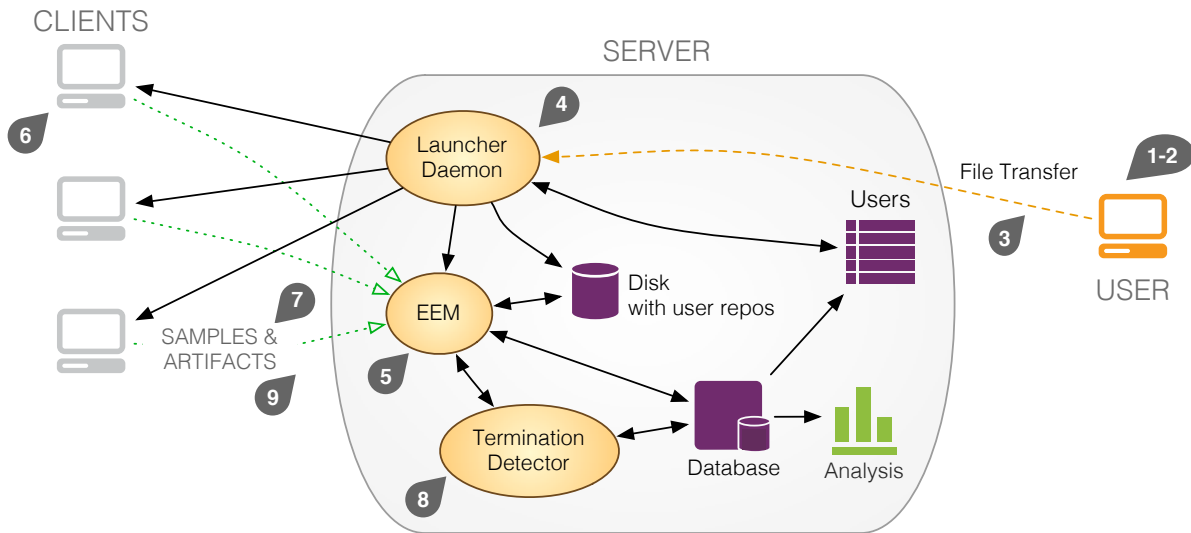 CLIENTS
SERVER
6
4
Launcher
Daemon
1-2
File Transfer
3
Users
USER
7
SAMPLES &
ARTIFACTS
9
EEM
5
Disk
with user repos
Termination
Detector
8
Database
Analysis